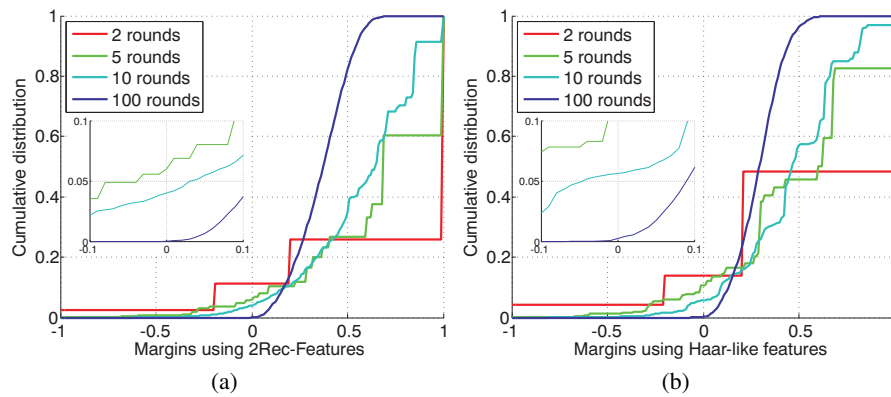 2 rounds
5 rounds
10 rounds
100 rounds
Cumulative distribution
1
0.8
0.6
0.4
0.2
0
-1 -0.5 0 0.5 1
0.1
0.05
0
-0.1 0 0.1
Margins using 2Rec-Features
(a)
2 rounds
5 rounds
10 rounds
100 rounds
Cumulative distribution
1
0.8
0.6
0.4
0.2
0
-1 -0.5 0 0.5
0.1
0.05
0
-0.1 0 0.1
Margins using Haar-like features
(b)